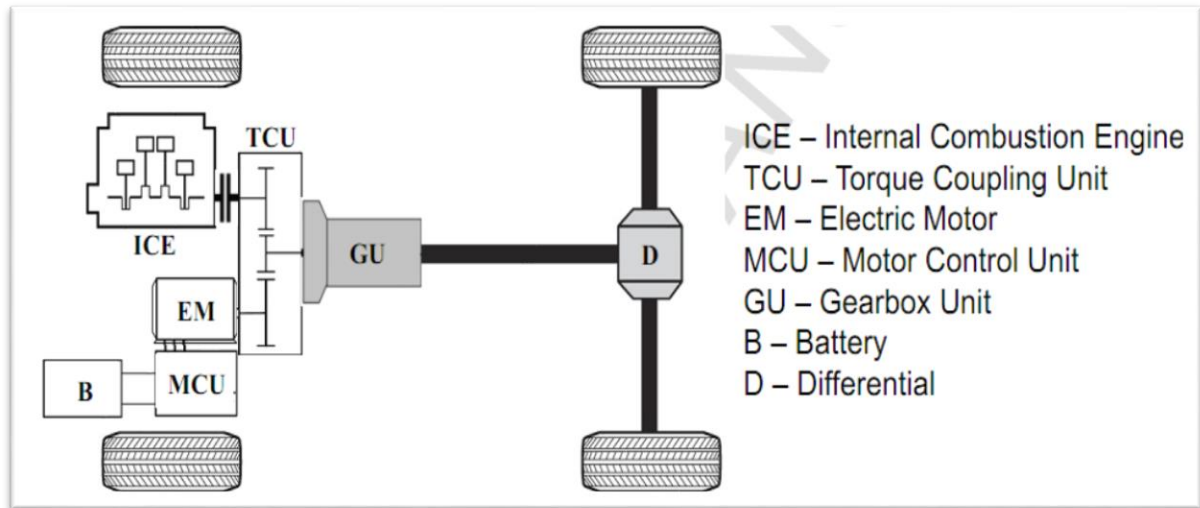 TCU
ICE
GU
D
EM
B
MCU
ICE – Internal Combustion Engine
TCU – Torque Coupling Unit
EM – Electric Motor
MCU – Motor Control Unit
GU – Gearbox Unit
B – Battery
D – Differential